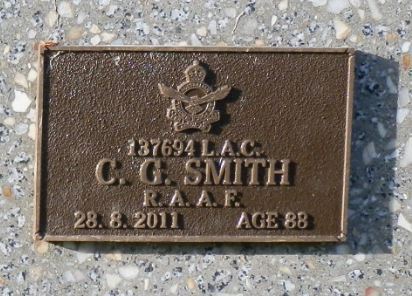 137694 L.A.C.
C. G. SMITH
R. A. A. F.
28. 8. 2011 AGE 88